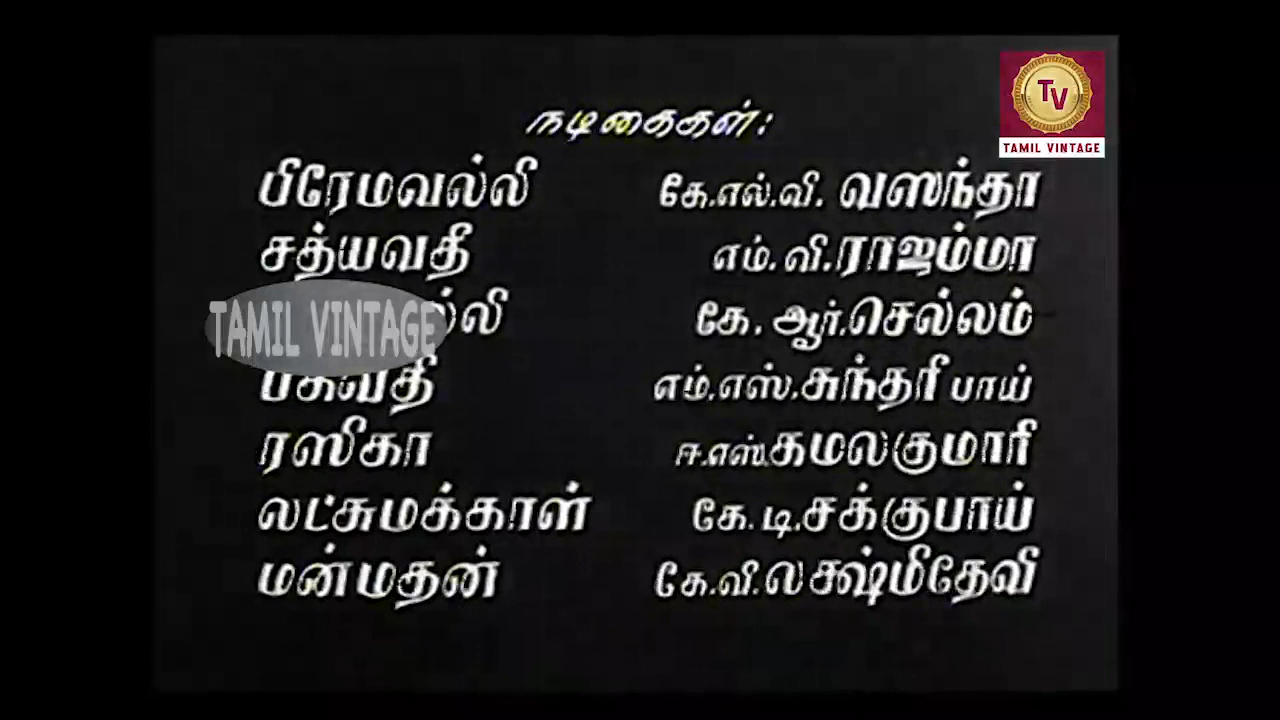 TV
TAMIL VINTAGE
நடிகைகள்:
பிரேமவல்லி கே.எல்.வி. வஸந்தா
சத்யவதீ எம்.வி.ராஜம்மா
கே. ஆர்.செல்லம்
TAMIL VINTAGE
பகவதி எம்.எஸ்.சுந்தரீ பாய்
ரஸிகா ஈ.எஸ்.கமலகுமாரி
லட்சுமக்காள் கே.டி.சக்குபாய்
மன்மதன் கே.வி.லக்ஷ்மீதேவி